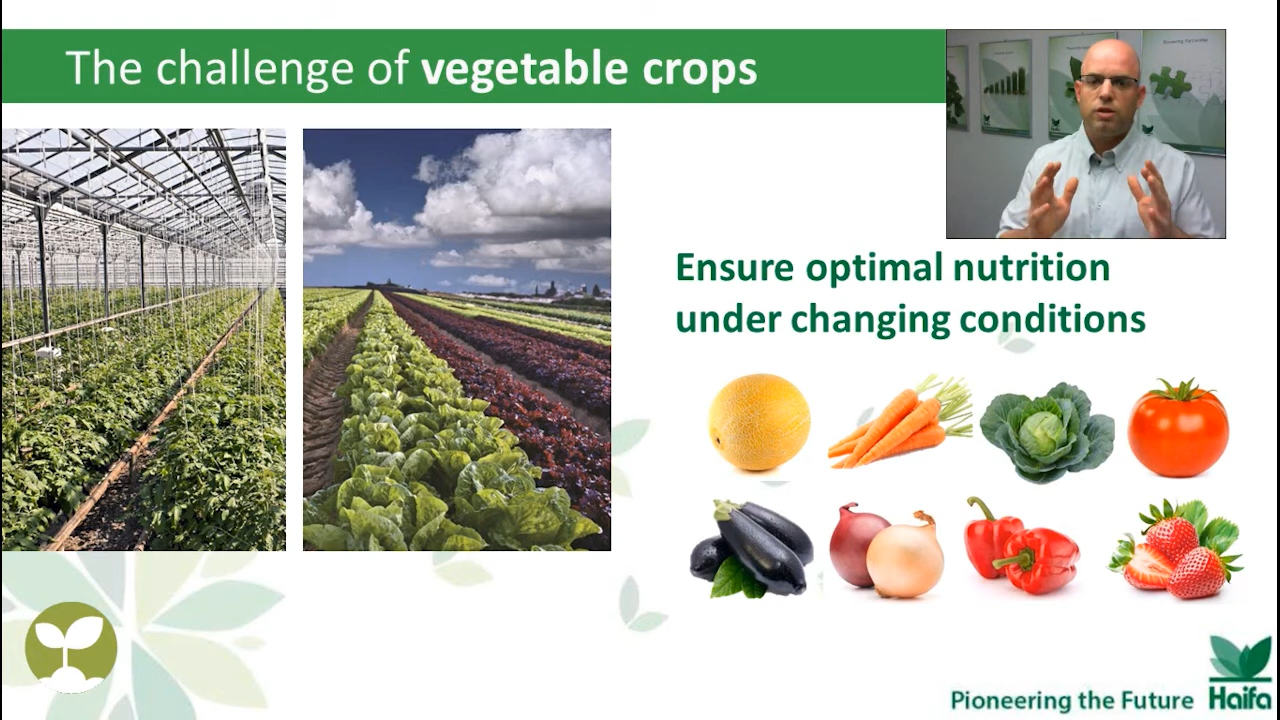 The challenge of vegetable crops
Ensure optimal nutrition
under changing conditions
Pioneering the Future
Haifa